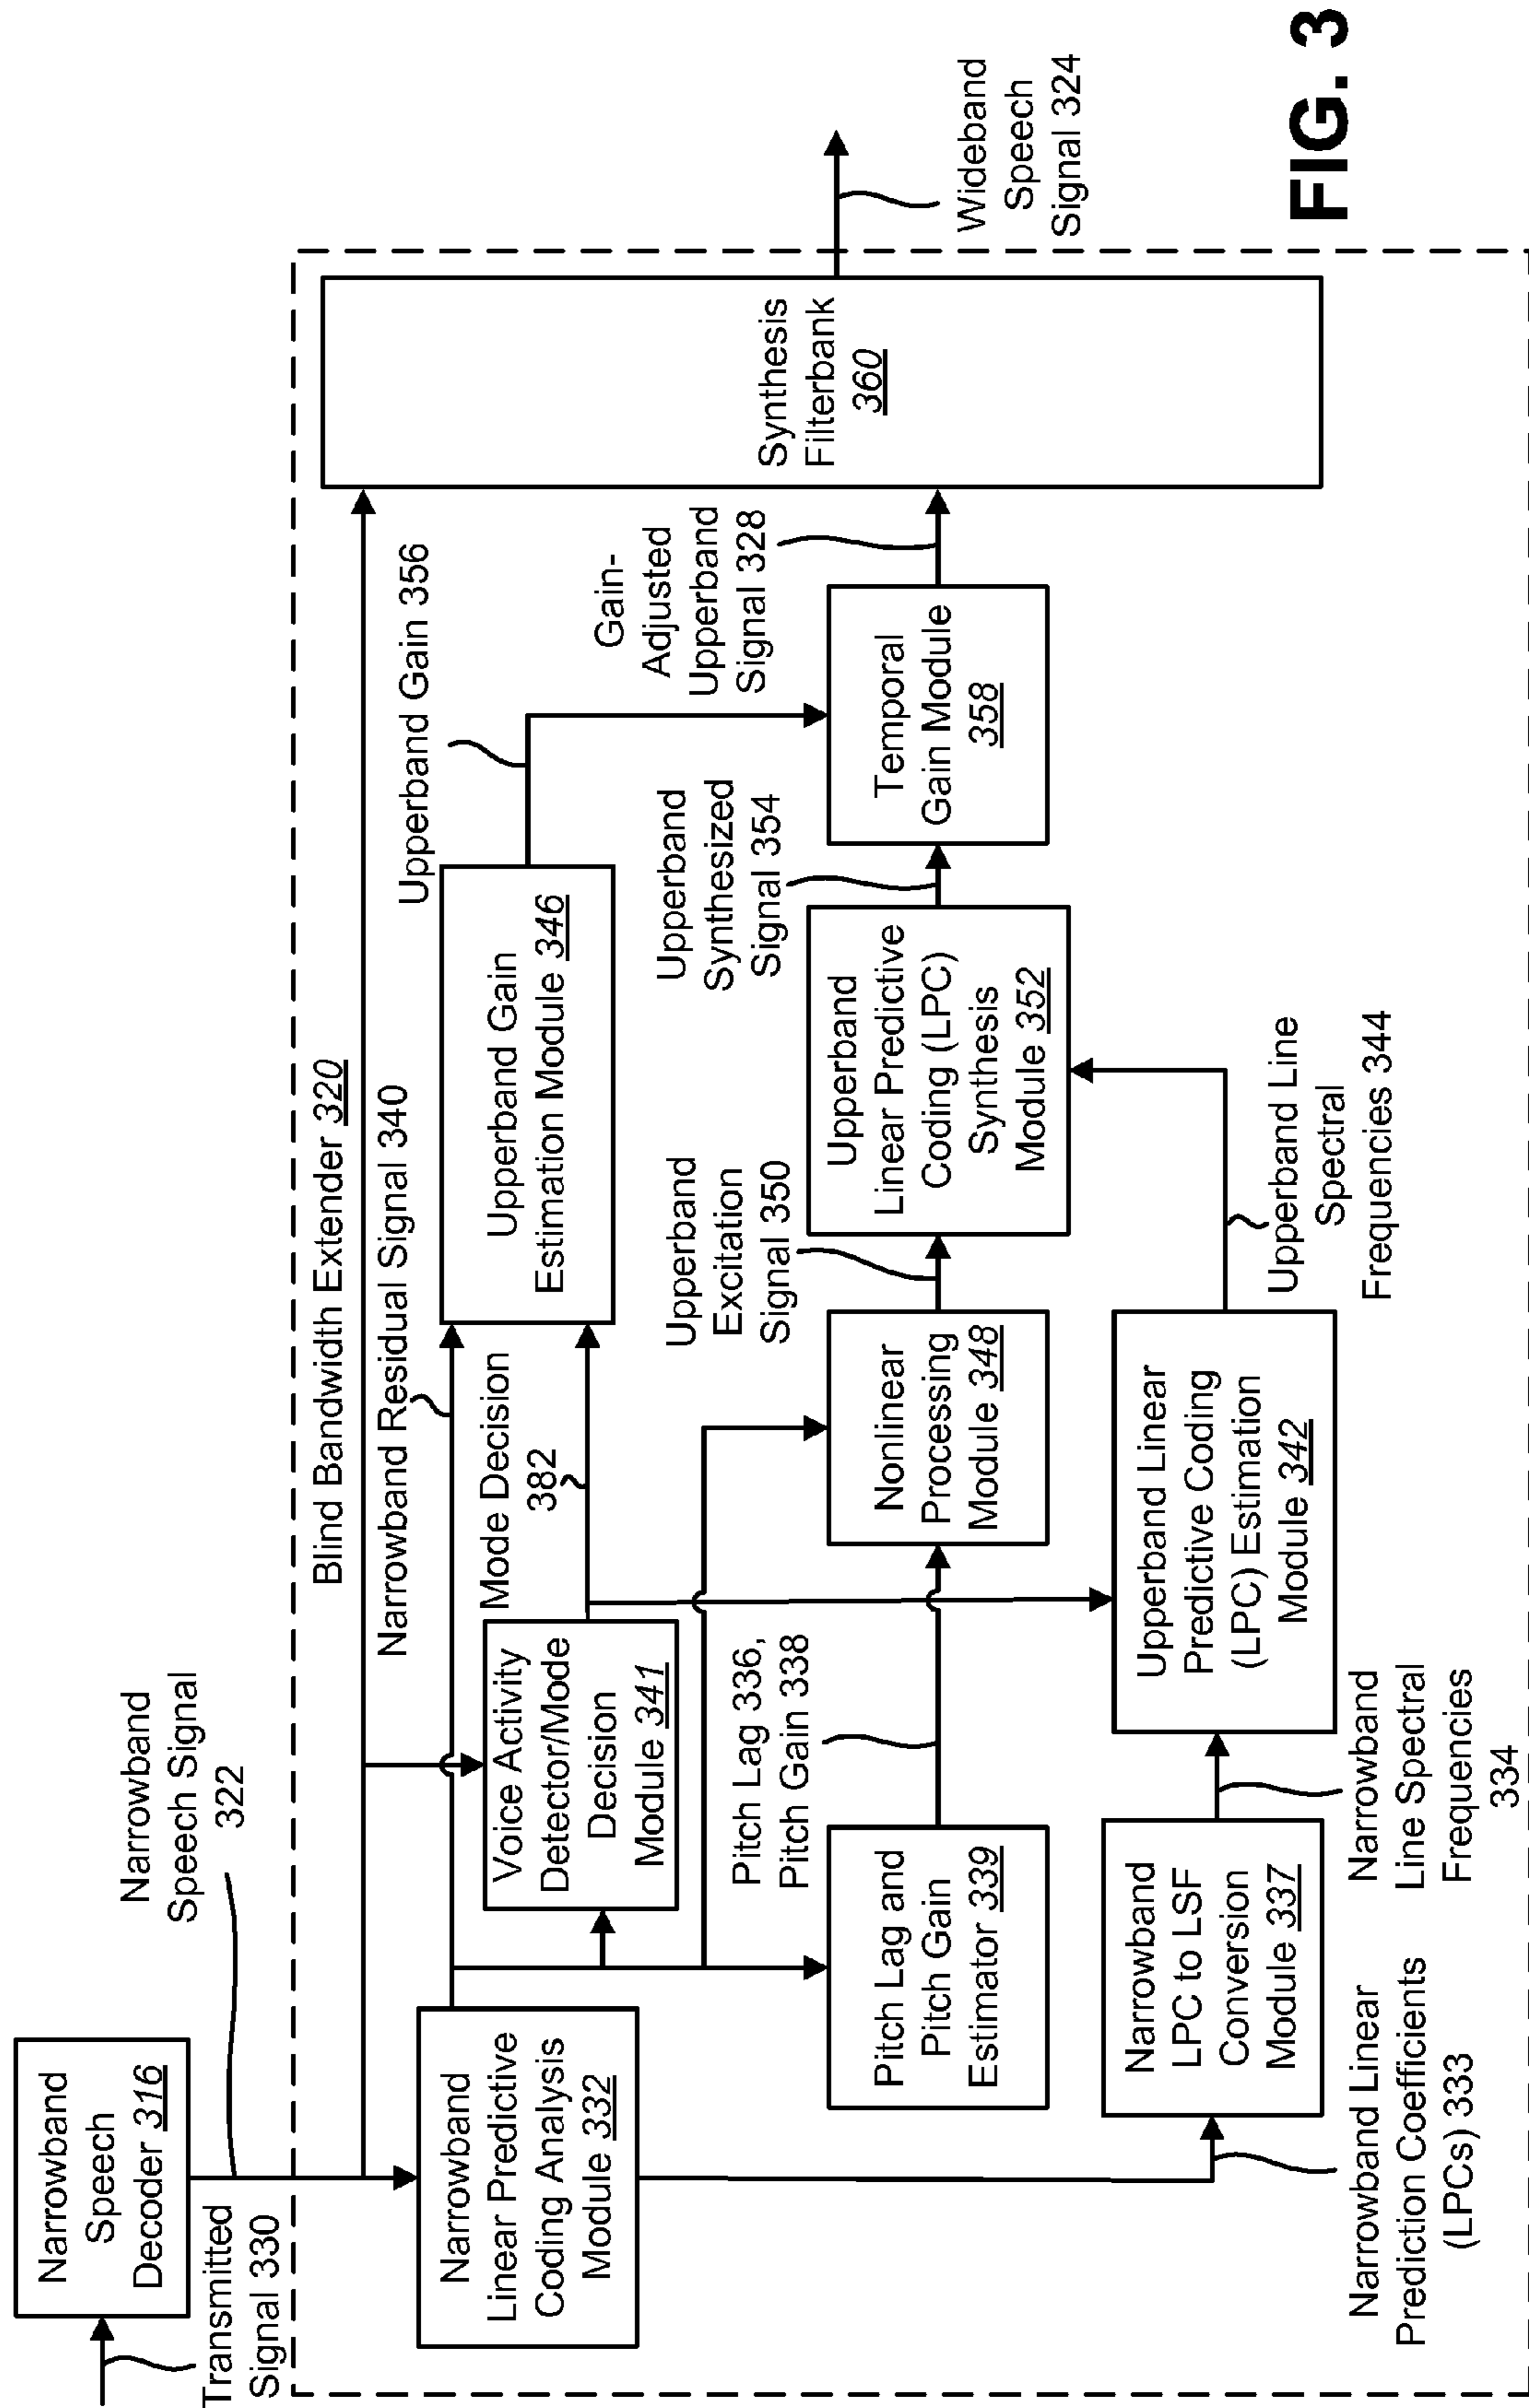 Narrowband
Speech
Decoder 316
Transmitted
Signal 330
Narrowband
Speech Signal
322
Blind Bandwidth Extender 320
Narrowband
Linear Predictive
Coding Analysis
Module 332
Narrowband Residual Signal 340
Voice Activity
Detector/Mode
Decision
Module 341
Mode Decision
382
Upperband Gain
Estimation Module 346
Upperband Gain 356
Pitch Lag and
Pitch Gain
Estimator 339
Pitch Lag 336,
Pitch Gain 338
Nonlinear
Processing
Module 348
Upperband
Excitation
Signal 350
Upperband
Linear Predictive
Coding (LPC)
Synthesis
Module 352
Upperband
Synthesized
Signal 354
Temporal
Gain Module
358
Gain-
Adjusted
Upperband
Signal 328
Synthesis
Filterbank
360
Wideband
Speech
Signal 324
Narrowband
LPC to LSF
Conversion
Module 337
Narrowband Linear
Prediction Coefficients
(LPCs) 333
Narrowband
Line Spectral
Frequencies
334
Upperband Linear
Predictive Coding
(LPC) Estimation
Module 342
Upperband Line
Spectral
Frequencies 344
FIG. 3